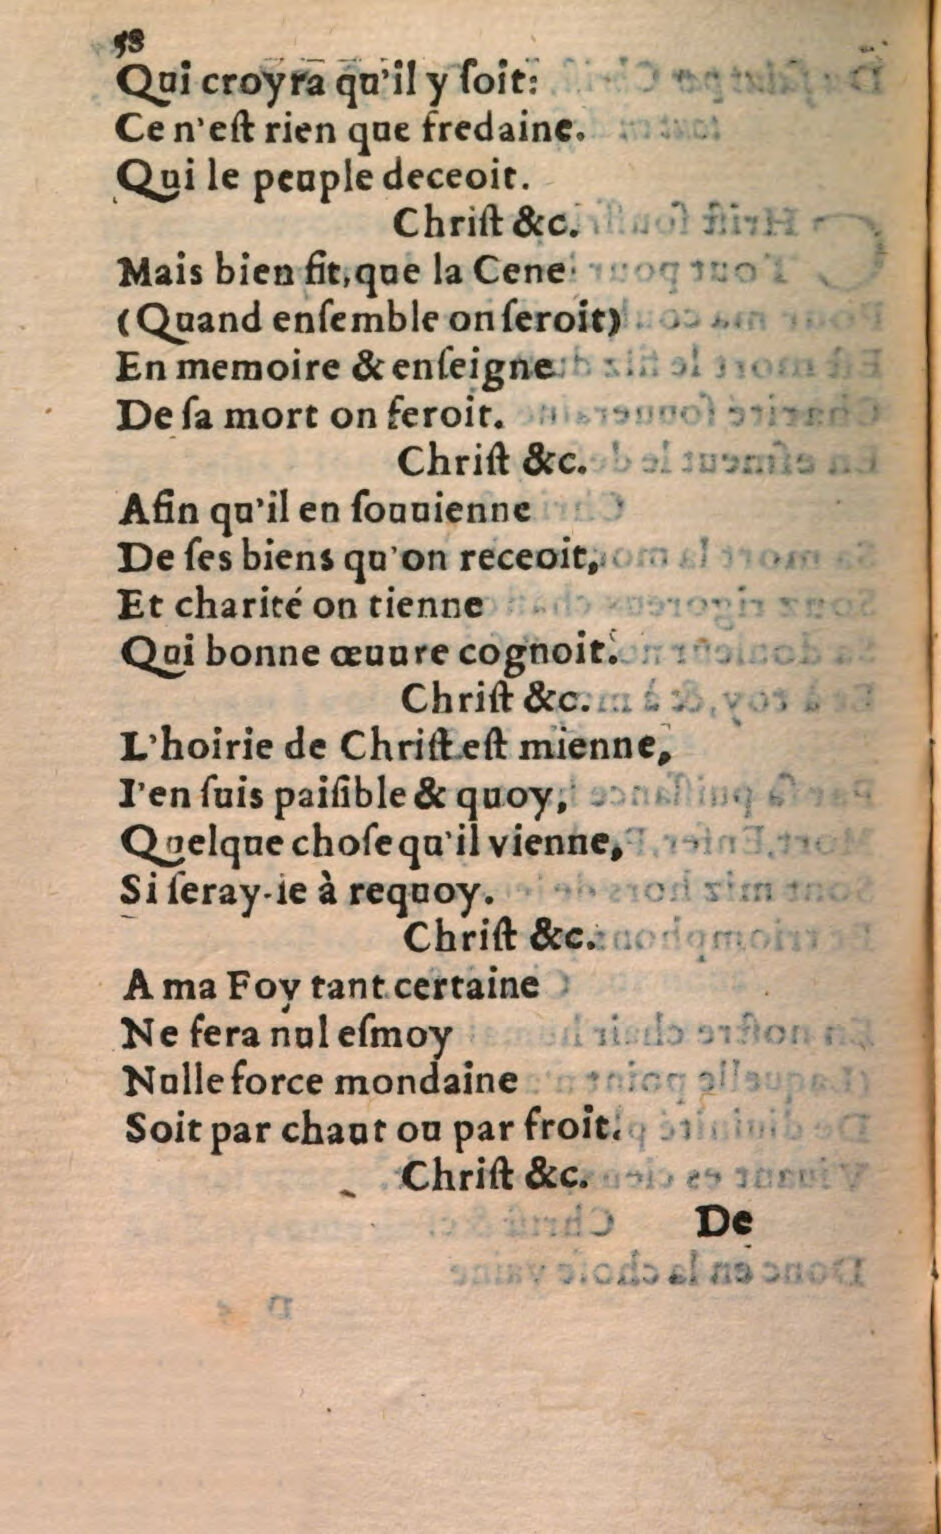 58
Qui croyra qu'il y ſoit:
Ce n'eſt rien que fredaine.
Qui le peuple deceoit.
Chriſt &c.
Mais bien fit, que la Cene
(Quand enſemble on ſeroit)
En memoire & enſeigne
De ſa mort on feroit.
Chriſt &c.
Afin qu'il en ſouuienne
De ſes biens qu'on receoit,
Et charité on tienne
Qui bonne œuure cognoit.
Chriſt &c.
L'hoirie de Chriſt eſt mienne,
I'en ſuis paiſible & quoy,
Quelque choſe qu'il vienne,
Si ſeray-ie à requoy.
Chriſt &c.
A ma Foy tant certaine
Ne fera nul eſmoy
Nulle force mondaine
Soit par chaut ou par froit.
Chriſt &c.
De